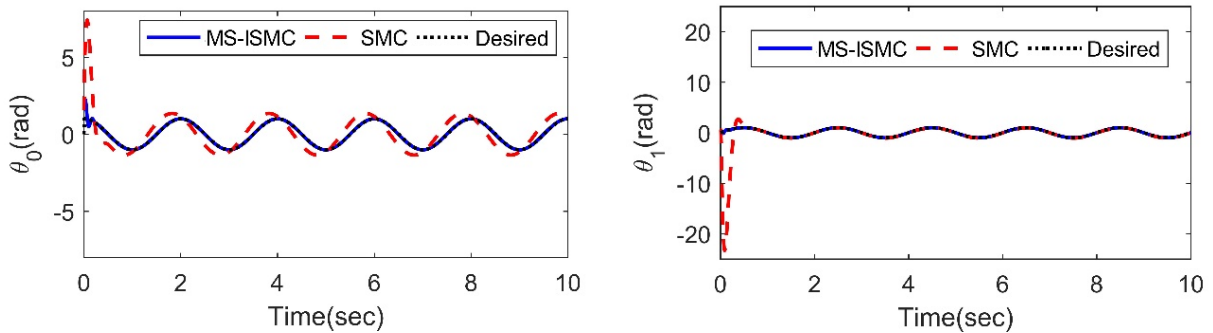 MS-ISMC SMC Desired
5
0
-5
θ0(rad)
0 2 4 6 8 10
Time(sec)
MS-ISMC SMC Desired
20
10
0
-10
-20
θ1(rad)
0 2 4 6 8 10
Time(sec)